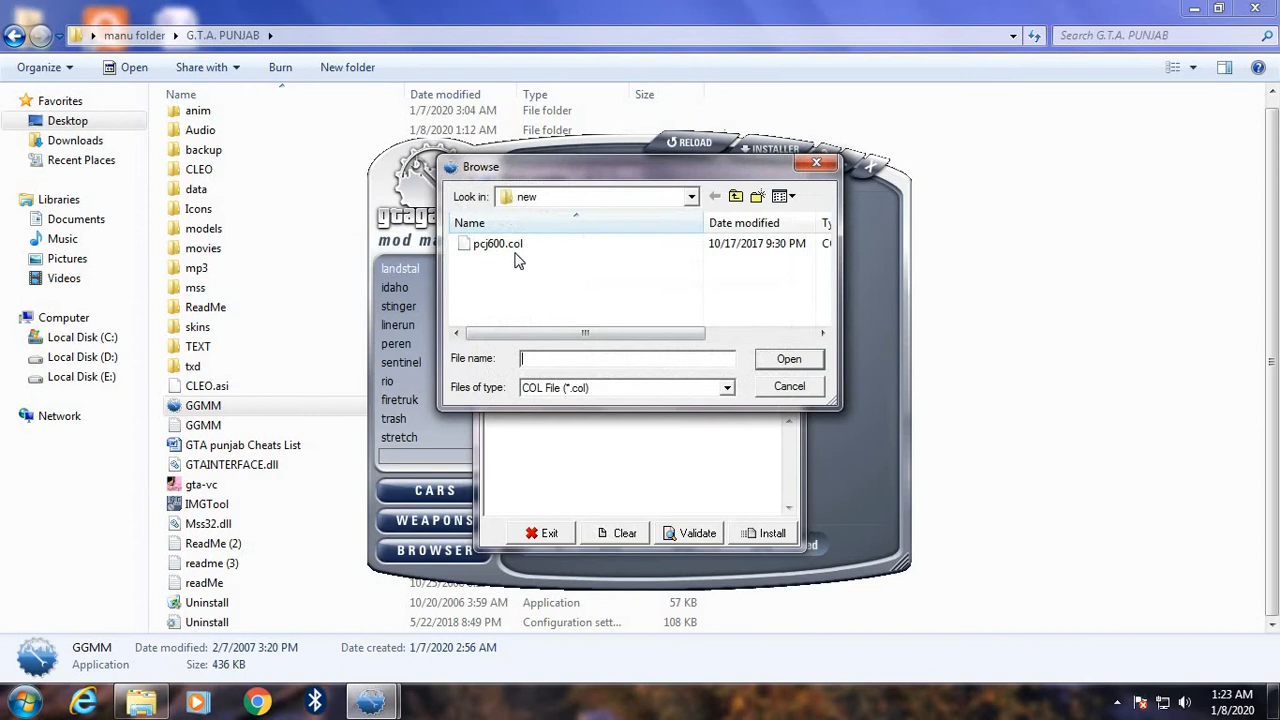 manu folder
G.T.A. PUNJAB
Search G.T.A. PUNJAB
Organize
Open
Share with
Burn
New folder
Favorites
Desktop
Downloads
Recent Places
Libraries
Documents
Music
Pictures
Videos
Computer
Local Disk (C:)
Local Disk (D:)
Local Disk (E:)
Network
Name Date modified Type Size
anim 1/7/2020 3:04 AM File folder
Audio 1/8/2020 1:12 AM File folder
backup
CLEO
data
Icons
models
movies
mp3
mss
ReadMe
skins
TEXT
txd
CLEO.asi
GGMM
GGMM
GTA punjab Cheats List
GTAINTERFACE.dll
gta-vc
IMGTool
Mss32.dll
ReadMe (2)
readme (3)
readMe
Uninstall 10/20/2006 3:59 AM Application 57 KB
Uninstall 5/22/2018 8:49 PM Configuration sett... 108 KB
RELOAD
INSTALLER
mod ma
landstal
idaho
stinger
linerun
peren
sentinel
rio
firetruk
trash
stretch
CARS
WEAPONS
BROWSER
Browse
Look in: new
Name Date modified Ty
pcj600.col 10/17/2017 9:30 PM
File name:
Open
Files of type: COL File (*.col)
Cancel
Exit
Clear
Validate
Install
GGMM Date modified: 2/7/2007 3:20 PM Date created: 1/7/2020 2:56 AM
Application Size: 436 KB
1:23 AM
1/8/2020